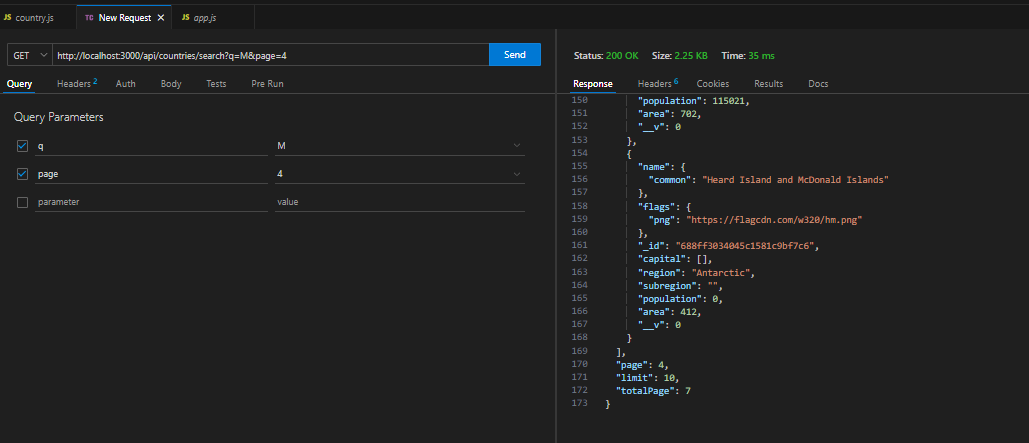 JS country.js
TC New Request ×
JS app.js
GET http://localhost:3000/api/countries/search?q=M&page=4 Send
Query Headers 2 Auth Body Tests Pre Run
Query Parameters
q M
page 4
parameter value
Status: 200 OK Size: 2.25 KB Time: 35 ms
Response Headers 6 Cookies Results Docs
150 "population": 115021,
151 "area": 702,
152 "__v": 0
153 },
154 {
155 "name": {
156 "common": "Heard Island and McDonald Islands"
157 },
158 "flags": {
159 "png": "https://flagcdn.com/w320/hm.png"
160 },
161 "_id": "688ff3034045c1581c9bf7c6",
162 "capital": [],
163 "region": "Antarctic",
164 "subregion": "",
165 "population": 0,
166 "area": 412,
167 "__v": 0
168 }
169 ],
170 "page": 4,
171 "limit": 10,
172 "totalPage": 7
173 }